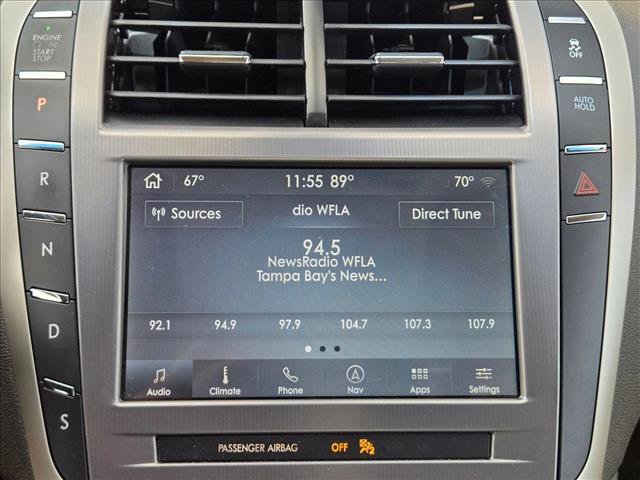 ENGINE
START
STOP
P
R
N
D
S
67° 11:55 89° 70°
Sources dio WFLA Direct Tune
94.5
NewsRadio WFLA
Tampa Bay's News...
92.1 94.9 97.9 104.7 107.3 107.9
Audio Climate Phone Nav Apps Settings
PASSENGER AIRBAG OFF 2
OFF
AUTO
HOLD